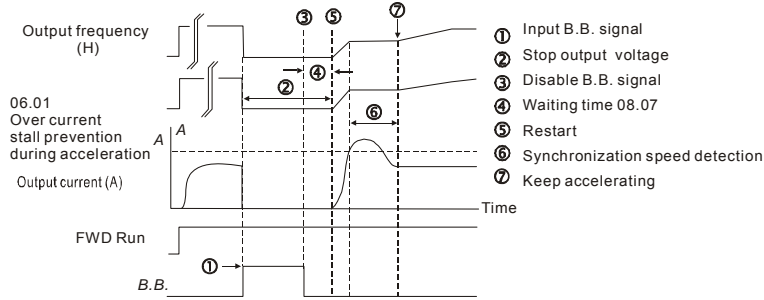 Output frequency
(H)
③ ⑤ ⑦
④
②
06.01
Over current
stall prevention
during acceleration
A
A
⑥
Output current (A)
Time
FWD Run
①
B.B.
① Input B.B. signal
② Stop output voltage
③ Disable B.B. signal
④ Waiting time 08.07
⑤ Restart
⑥ Synchronization speed detection
⑦ Keep accelerating